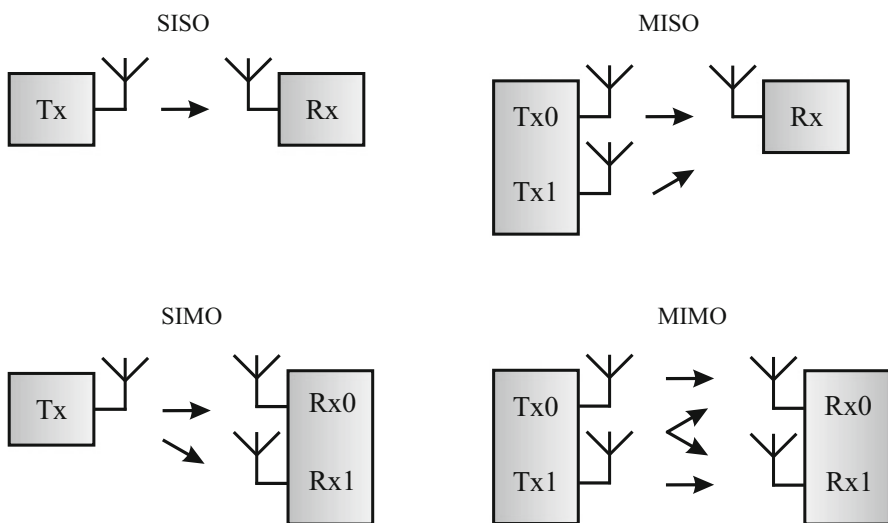 SISO
Tx
Rx
MISO
Tx0
Tx1
Rx
SIMO
Tx
Rx0
Rx1
MIMO
Tx0
Tx1
Rx0
Rx1